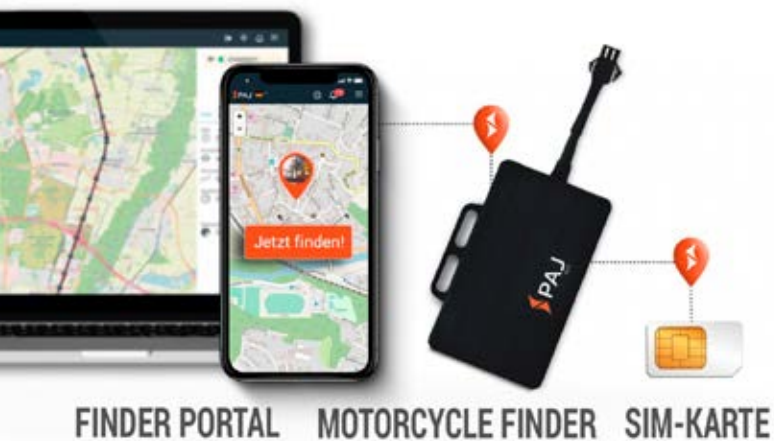 PAJ
Jetzt finden!
PAJ
FINDER PORTAL
MOTORCYCLE FINDER
SIM-KARTE